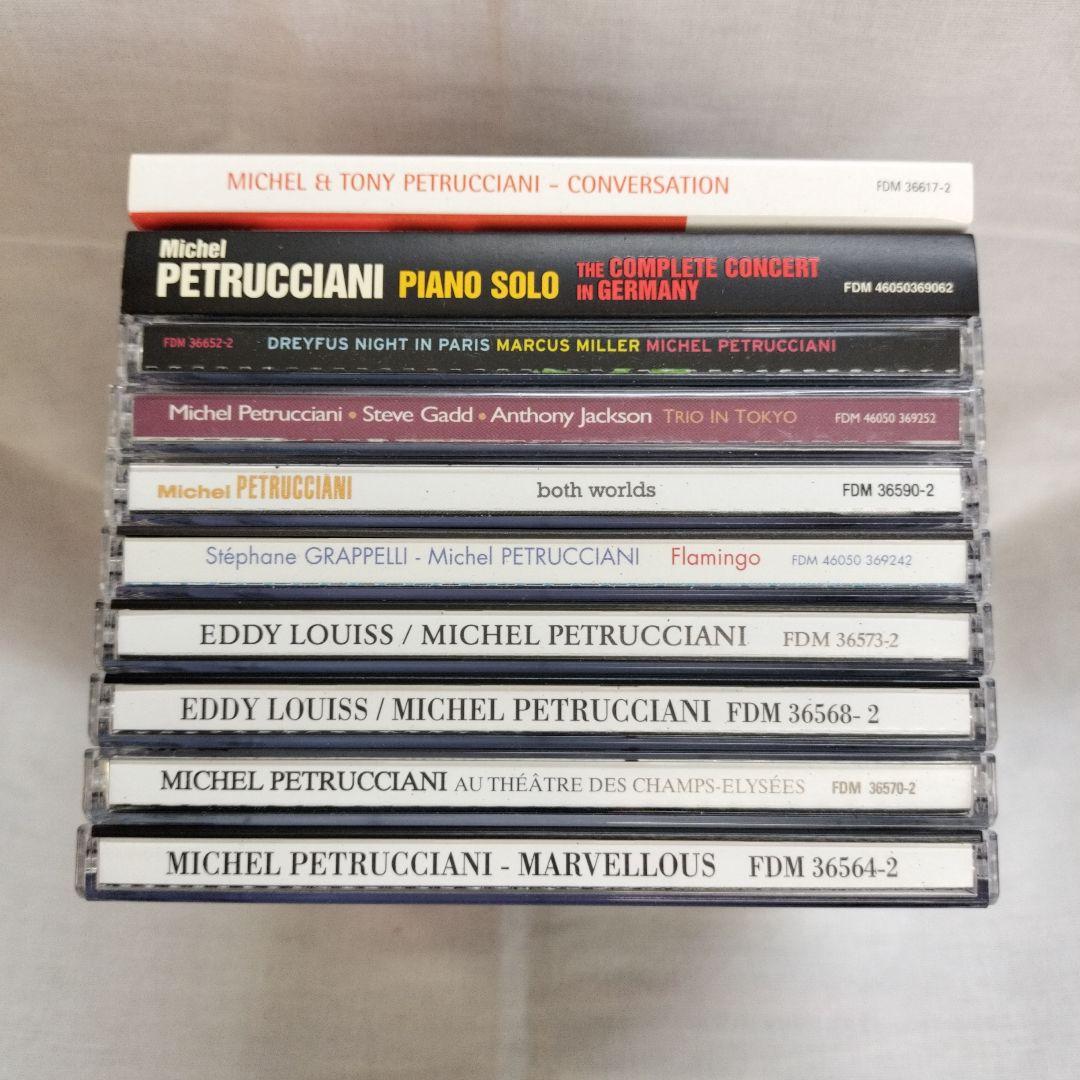 MICHEL & TONY PETRUCCIANI - CONVERSATION FDM 36617-2
Michel
PETRUCCIANI PIANO SOLO THE COMPLETE CONCERT
IN GERMANY FDM 46050369062
FDM 36652-2 DREYFUS NIGHT IN PARIS MARCUS MILLER MICHEL PETRUCCIANI
Michel Petrucciani • Steve Gadd • Anthony Jackson TRIO IN TOKYO FDM 46050 369252
Michel PETRUCCIANI both worlds FDM 36590-2
Stéphane GRAPPELLI - Michel PETRUCCIANI Flamingo FDM 46050 369242
EDDY LOUISS / MICHEL PETRUCCIANI FDM 36573-2
EDDY LOUISS / MICHEL PETRUCCIANI FDM 36568- 2
MICHEL PETRUCCIANI AU THÉÂTRE DES CHAMPS-ELYSÉES FDM 36570-2
MICHEL PETRUCCIANI - MARVELLOUS FDM 36564-2